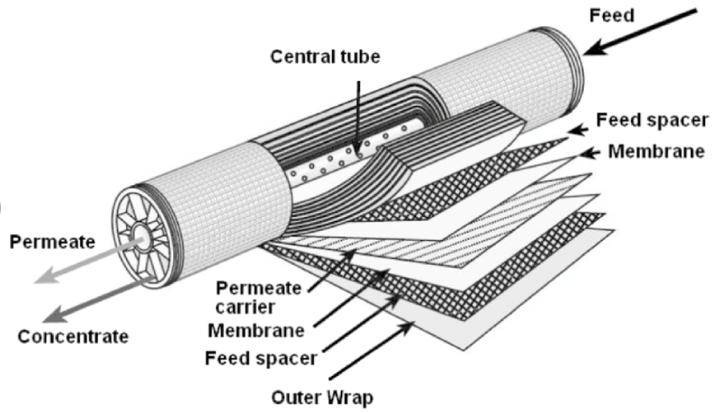 Feed
Central tube
Feed spacer
Membrane
Permeate
Concentrate
Permeate
carrier
Membrane
Feed spacer
Outer Wrap